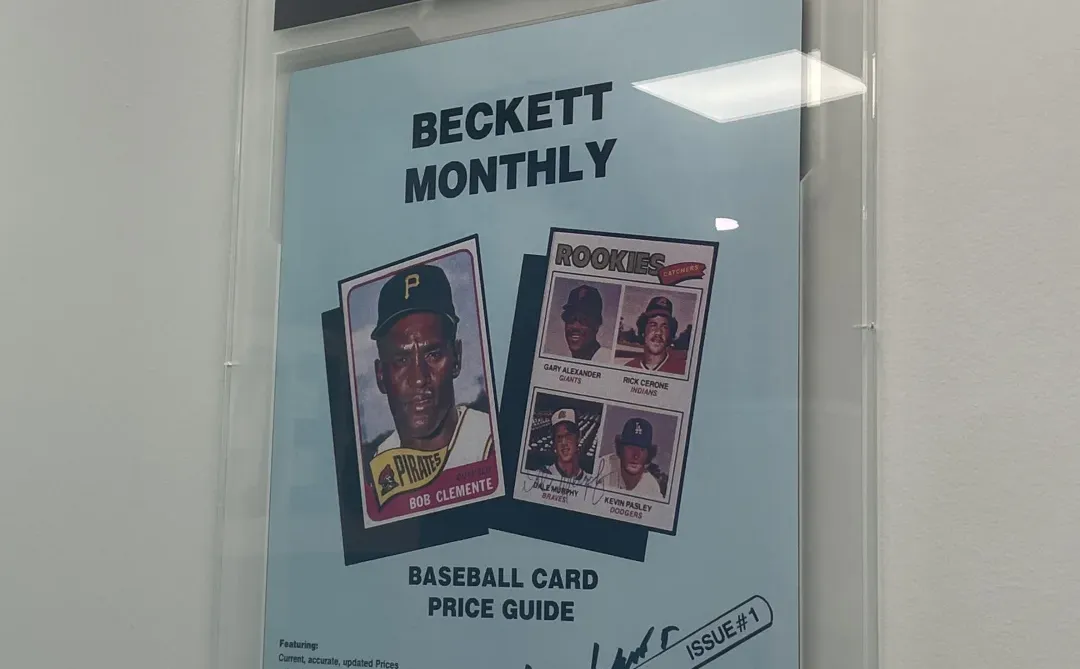 BECKETT
MONTHLY
P
PIRATES
BOB CLEMENTE
ROOKIES
CATCHERS
GARY ALEXANDER
GIANTS
RICK CERONE
INDIANS
DALE MURPHY
BRAVES
KEVIN PASLEY
DODGERS
LA
BASEBALL CARD
PRICE GUIDE
ISSUE #1
Featuring:
Current, accurate, updated Prices